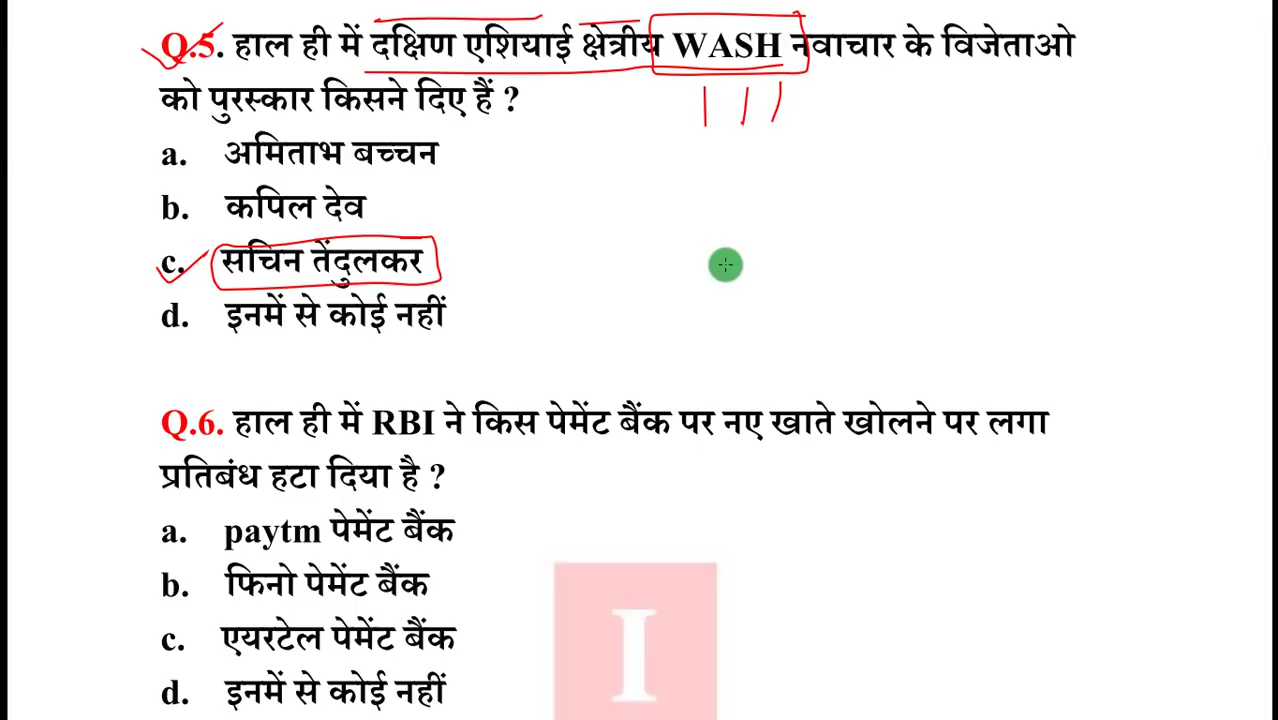 Q.5. हाल ही में दक्षिण एशियाई क्षेत्रीय WASH नवाचार के विजेताओ
को पुरस्कार किसने दिए हैं ?
a. अमिताभ बच्चन
b. कपिल देव
c. सचिन तेंदुलकर
d. इनमें से कोई नहीं
Q.6. हाल ही में RBI ने किस पेमेंट बैंक पर नए खाते खोलने पर लगा
प्रतिबंध हटा दिया है ?
a. paytm पेमेंट बैंक
b. फिनो पेमेंट बैंक
c. एयरटेल पेमेंट बैंक
d. इनमें से कोई नहीं
I